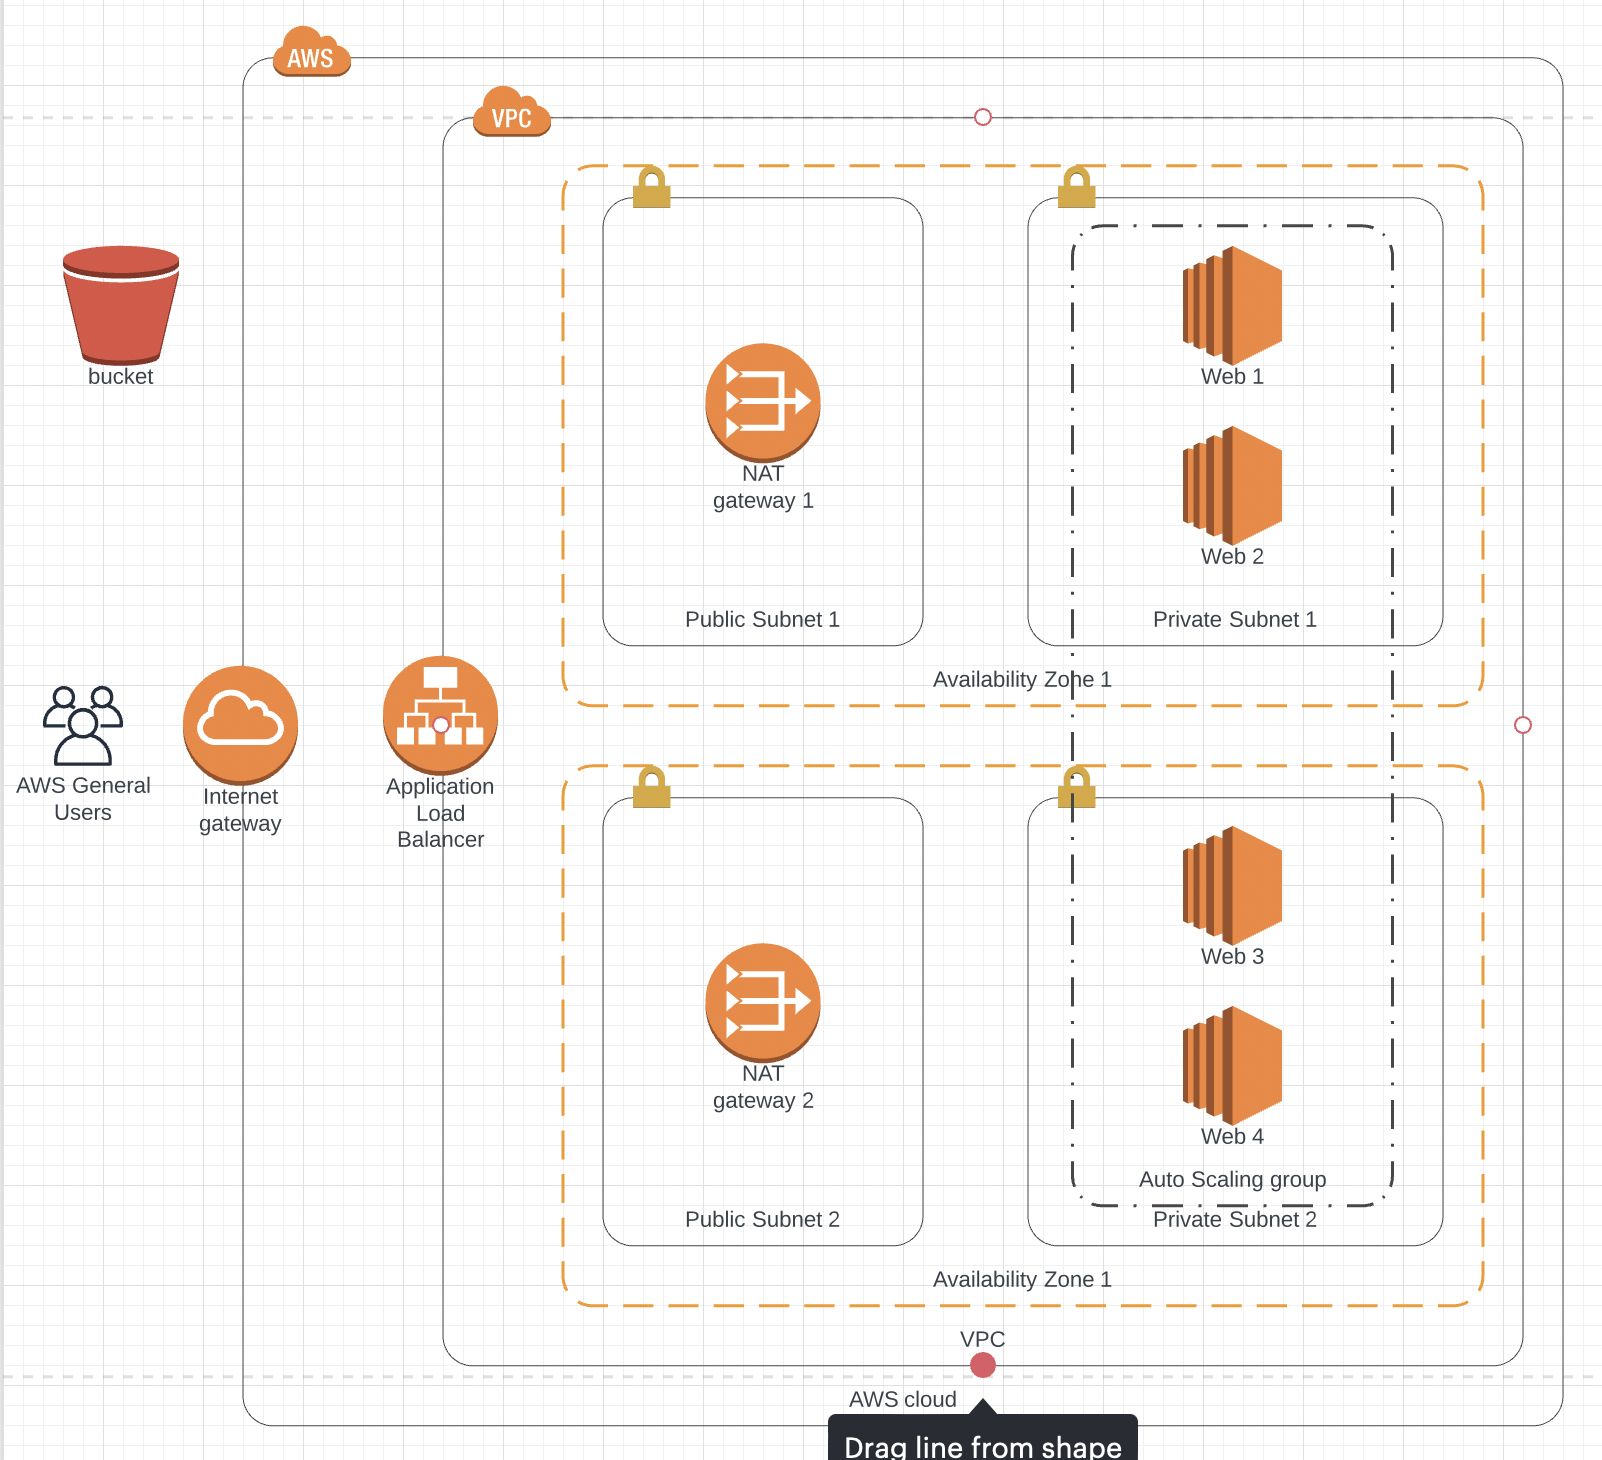 AWS
VPC
bucket
Web 1
NAT
gateway 1
Web 2
Public Subnet 1
Private Subnet 1
Availability Zone 1
AWS General
Users
Internet
gateway
Application
Load
Balancer
Web 3
NAT
gateway 2
Web 4
Auto Scaling group
Public Subnet 2
Private Subnet 2
Availability Zone 1
VPC
AWS cloud
Drag line from shape